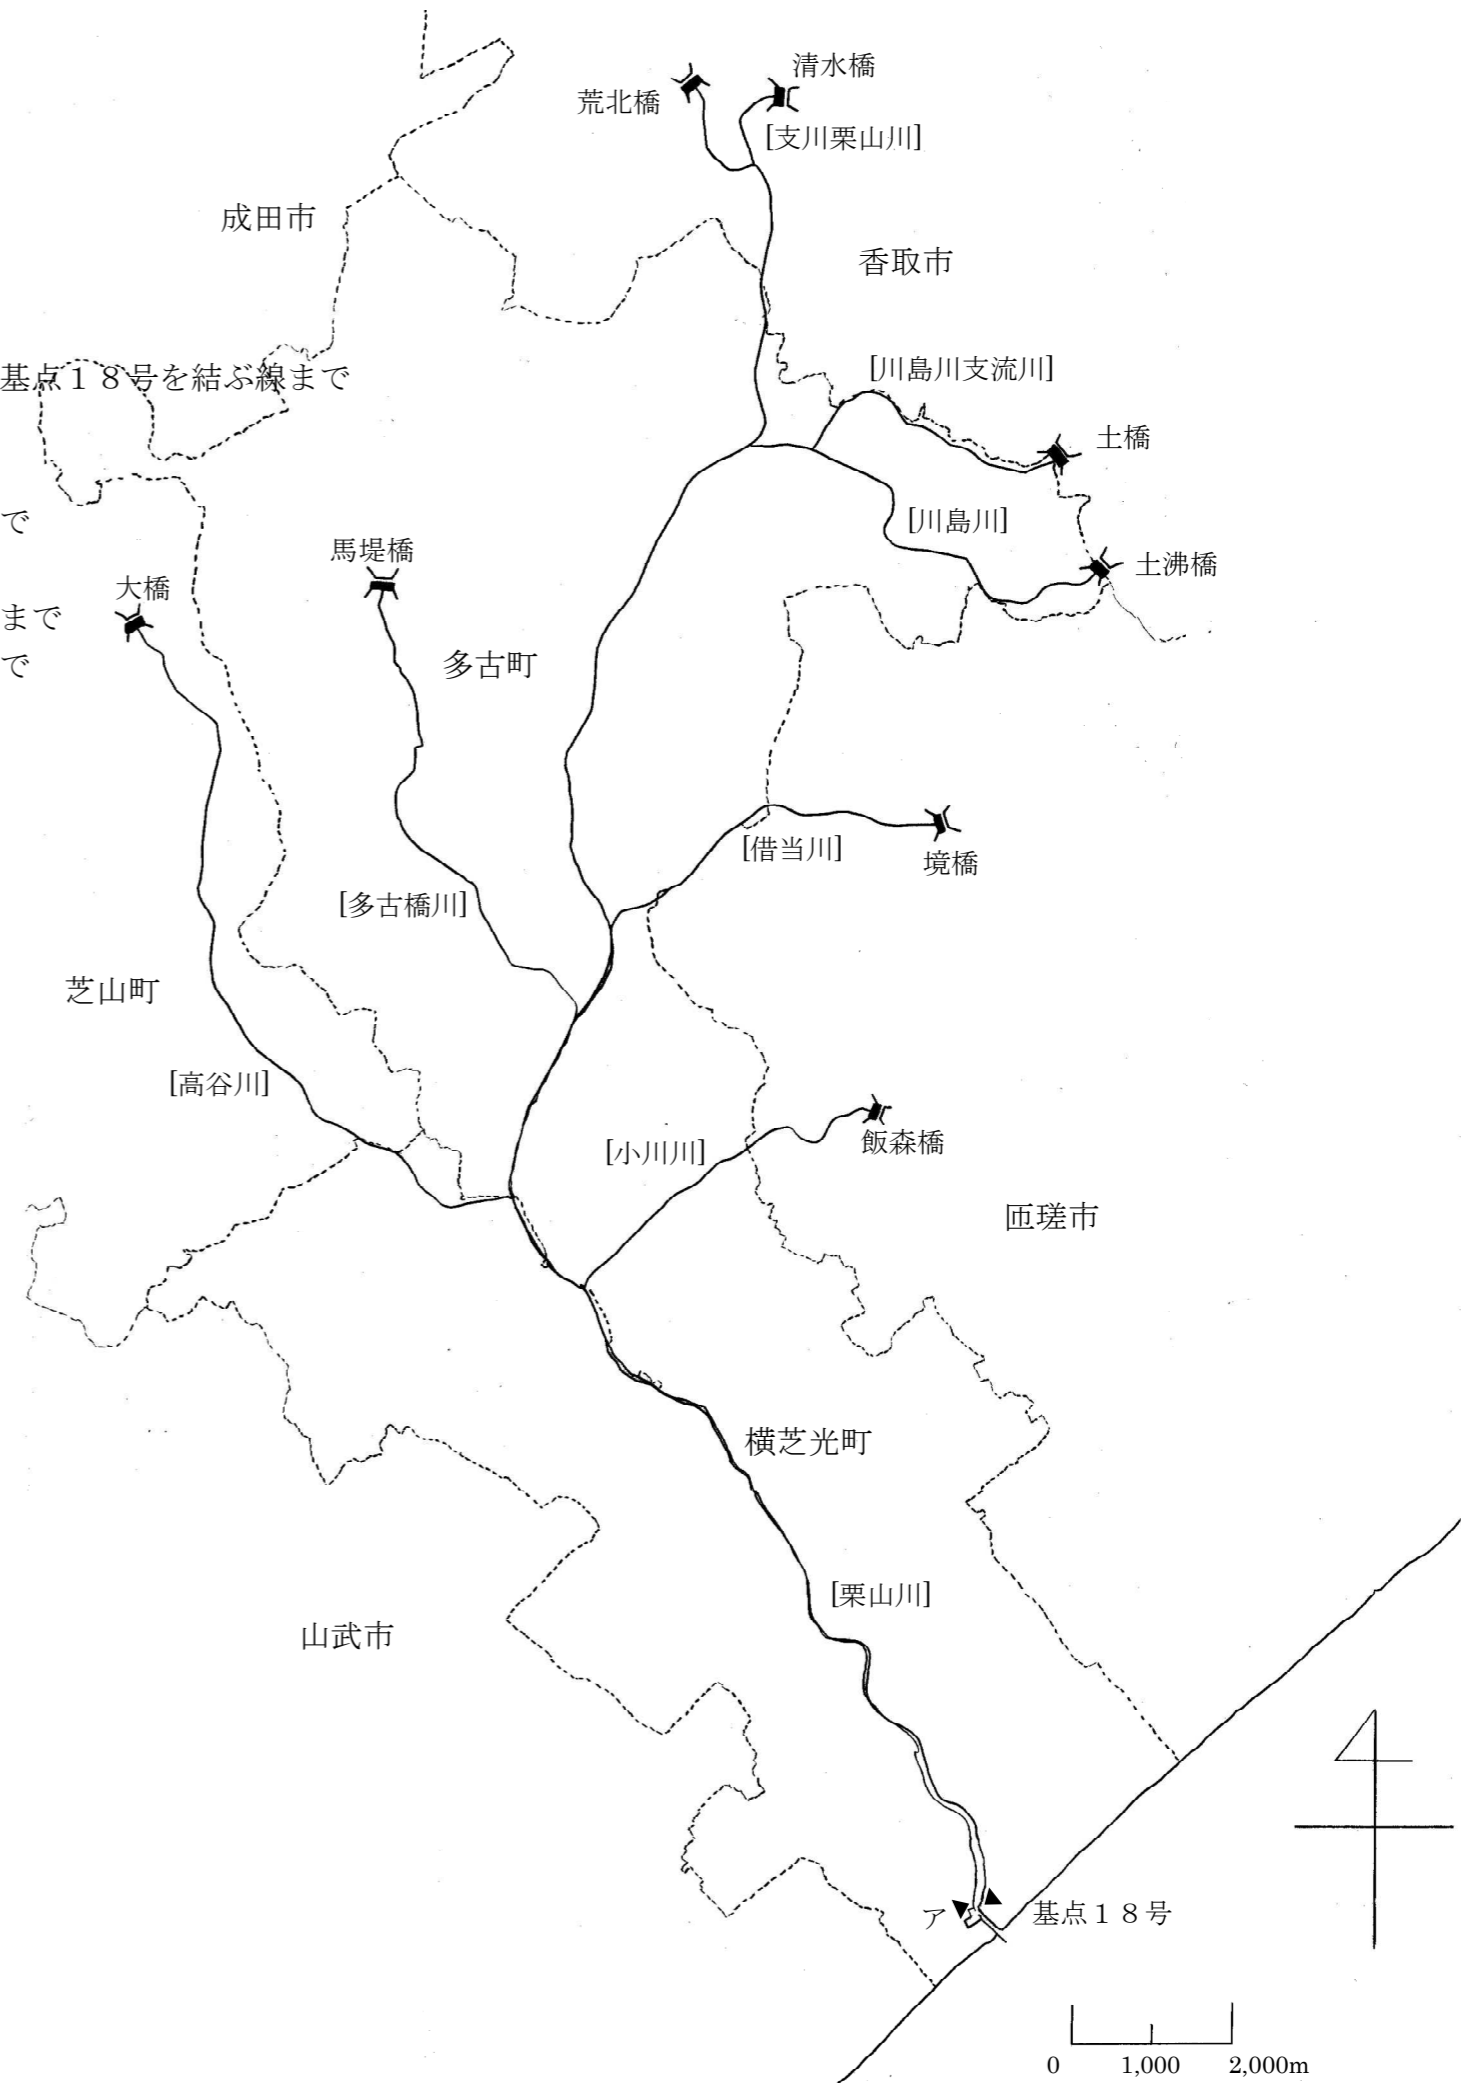 清水橋
荒北橋
[支川栗山川]
成田市
香取市
基点１８号を結ぶ線まで
[川島川支流川]
土橋
で
[川島川]
馬堤橋
土沸橋
大橋
まで
多古町
で
[借当川]
境橋
[多古橋川]
芝山町
[高谷川]
[小川川]
飯森橋
匝瑳市
横芝光町
[栗山川]
山武市
ア
基点１８号
0 1,000 2,000m